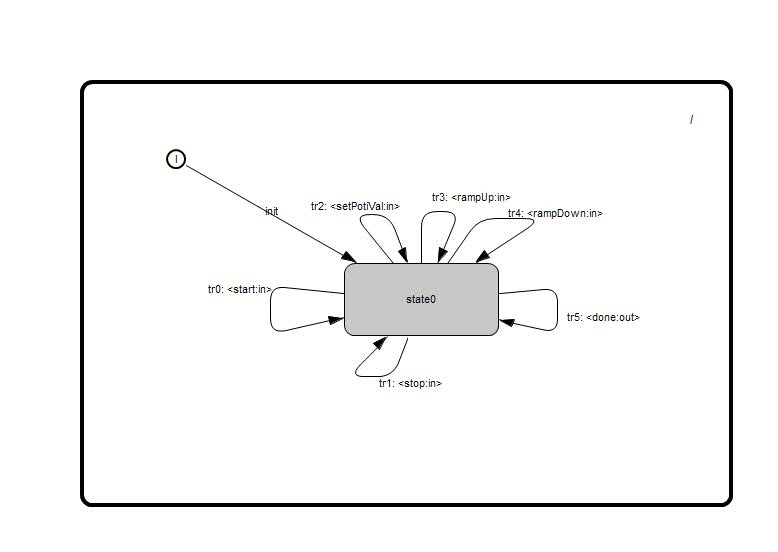 /
I
init
tr2: <setPotiVal:in>
tr3: <rampUp:in>
tr4: <rampDown:in>
tr0: <start:in>
state0
tr5: <done:out>
tr1: <stop:in>